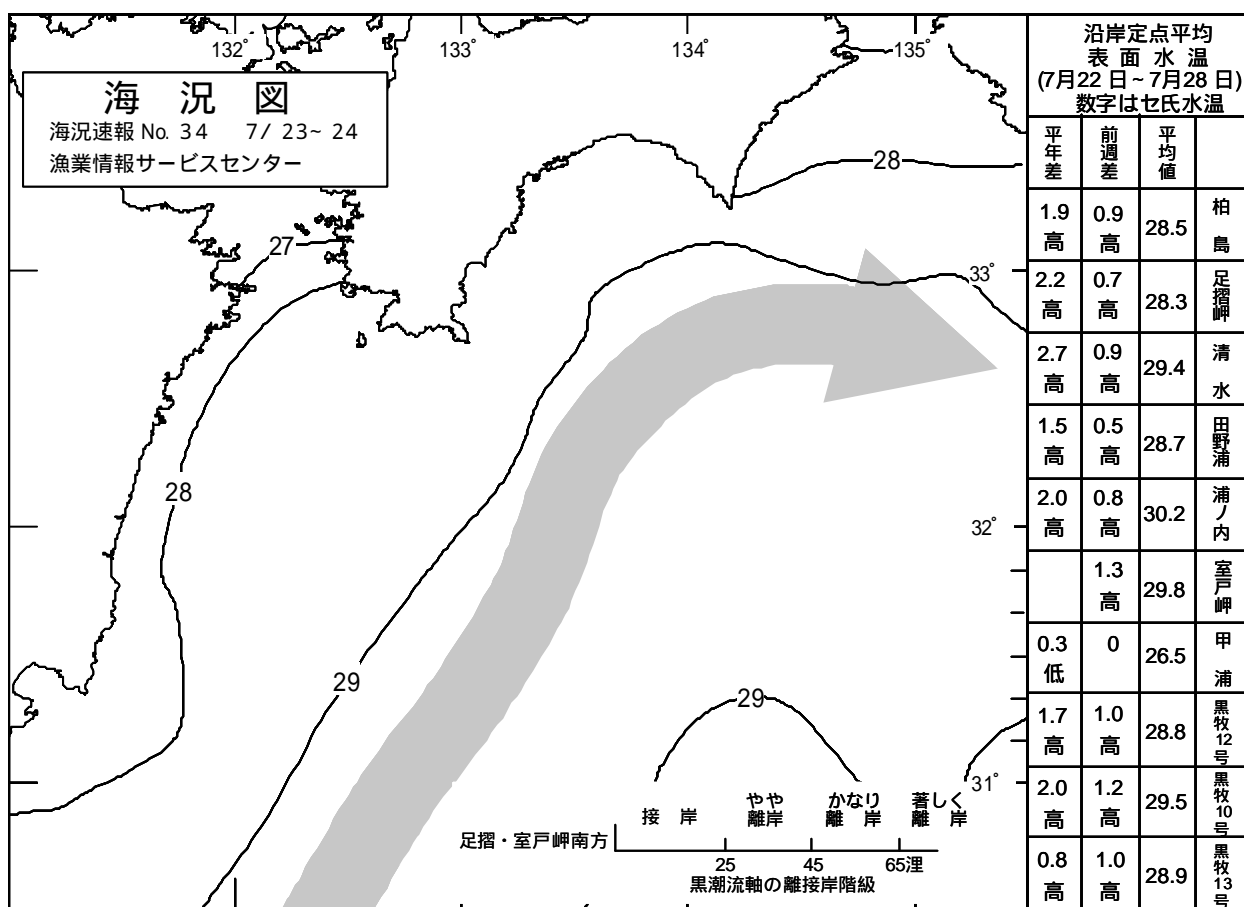 132°
133°
134°
135°
海 況 図
海況速報 No. 34 7/ 23~ 24
漁業情報サービスセンター
28
27
33°
28
32°
29
29
31°
接 岸
やや
離岸
かなり
離 岸
著しく
離 岸
足摺・室戸岬南方
25
45
65浬
黒潮流軸の離接岸階級
沿岸定点平均
表 面 水 温
(7月22 日~7月28 日)
数字はセ氏水温
平年差 前週差 平均値
1.9高 0.9高 28.5 柏島
2.2高 0.7高 28.3 足摺岬
2.7高 0.9高 29.4 清水
1.5高 0.5高 28.7 田野浦
2.0高 0.8高 30.2 浦ノ内
1.3高 29.8 室戸岬
0.3低 0 26.5 甲浦
1.7高 1.0高 28.8 黒牧12号
2.0高 1.2高 29.5 黒牧10号
0.8高 1.0高 28.9 黒牧13号